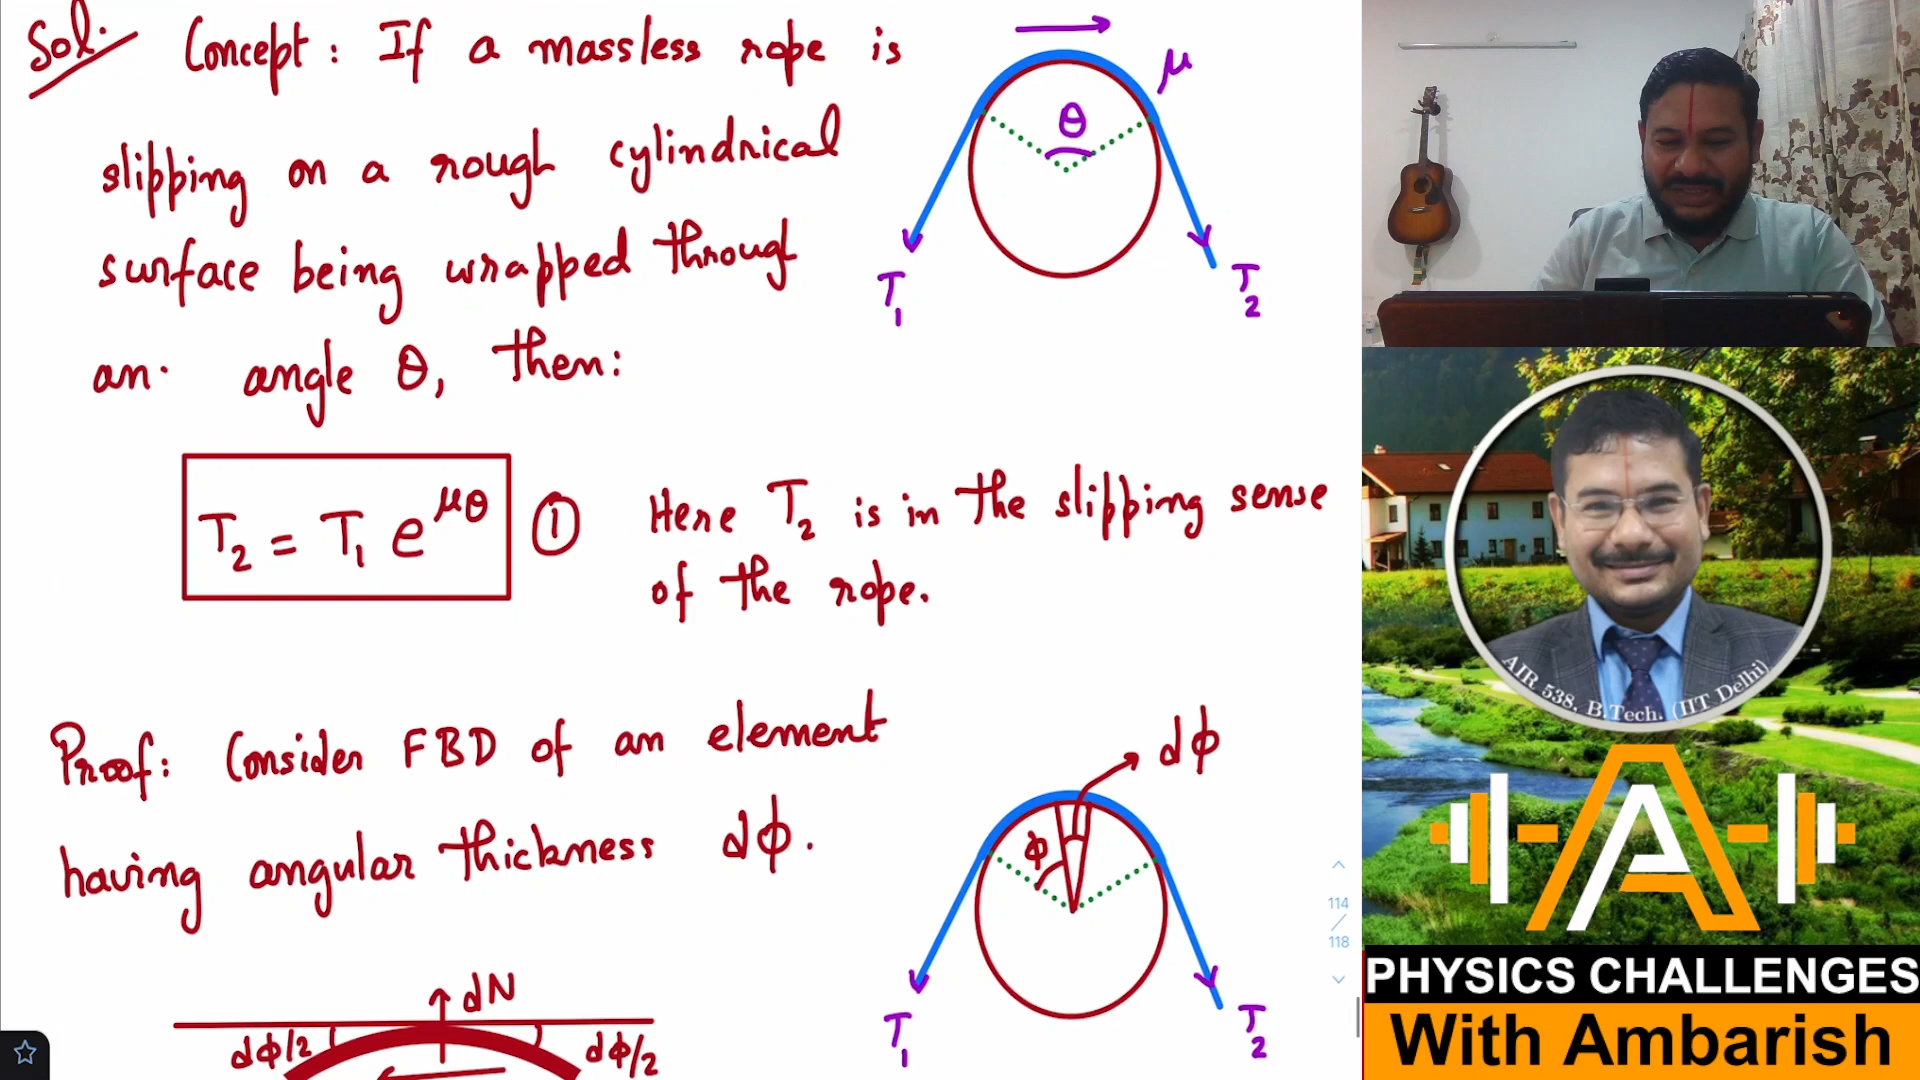 Sol. Concept: If a massless rope is
slipping on a rough cylindrical
surface being wrapped through
an. angle θ, then:
μ
θ
T₁
T₂
T₂ = T₁ e^{μθ} ①
Here T₂ is in the slipping sense
of the rope.
Proof: Consider FBD of an element
having angular thickness dϕ.
dϕ
ϕ
T₁
T₂
dN
dϕ/2
dϕ/2
114
/
118
AIR 538, B.Tech. (IIT Delhi)
A
PHYSICS CHALLENGES
With Ambarish